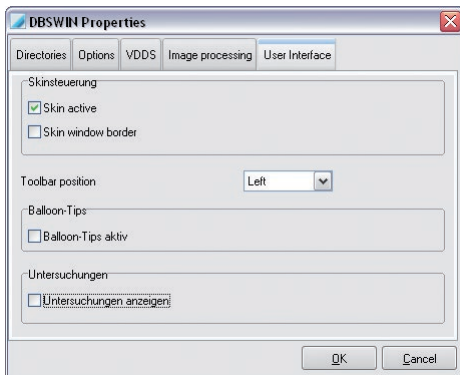 DBSWIN Properties
Directories Options VDDS Image processing User Interface
Skinsteuerung
Skin active
Skin window border
Toolbar position Left
Balloon-Tips
Balloon-Tips aktiv
Untersuchungen
Untersuchungen anzeigen
OK Cancel